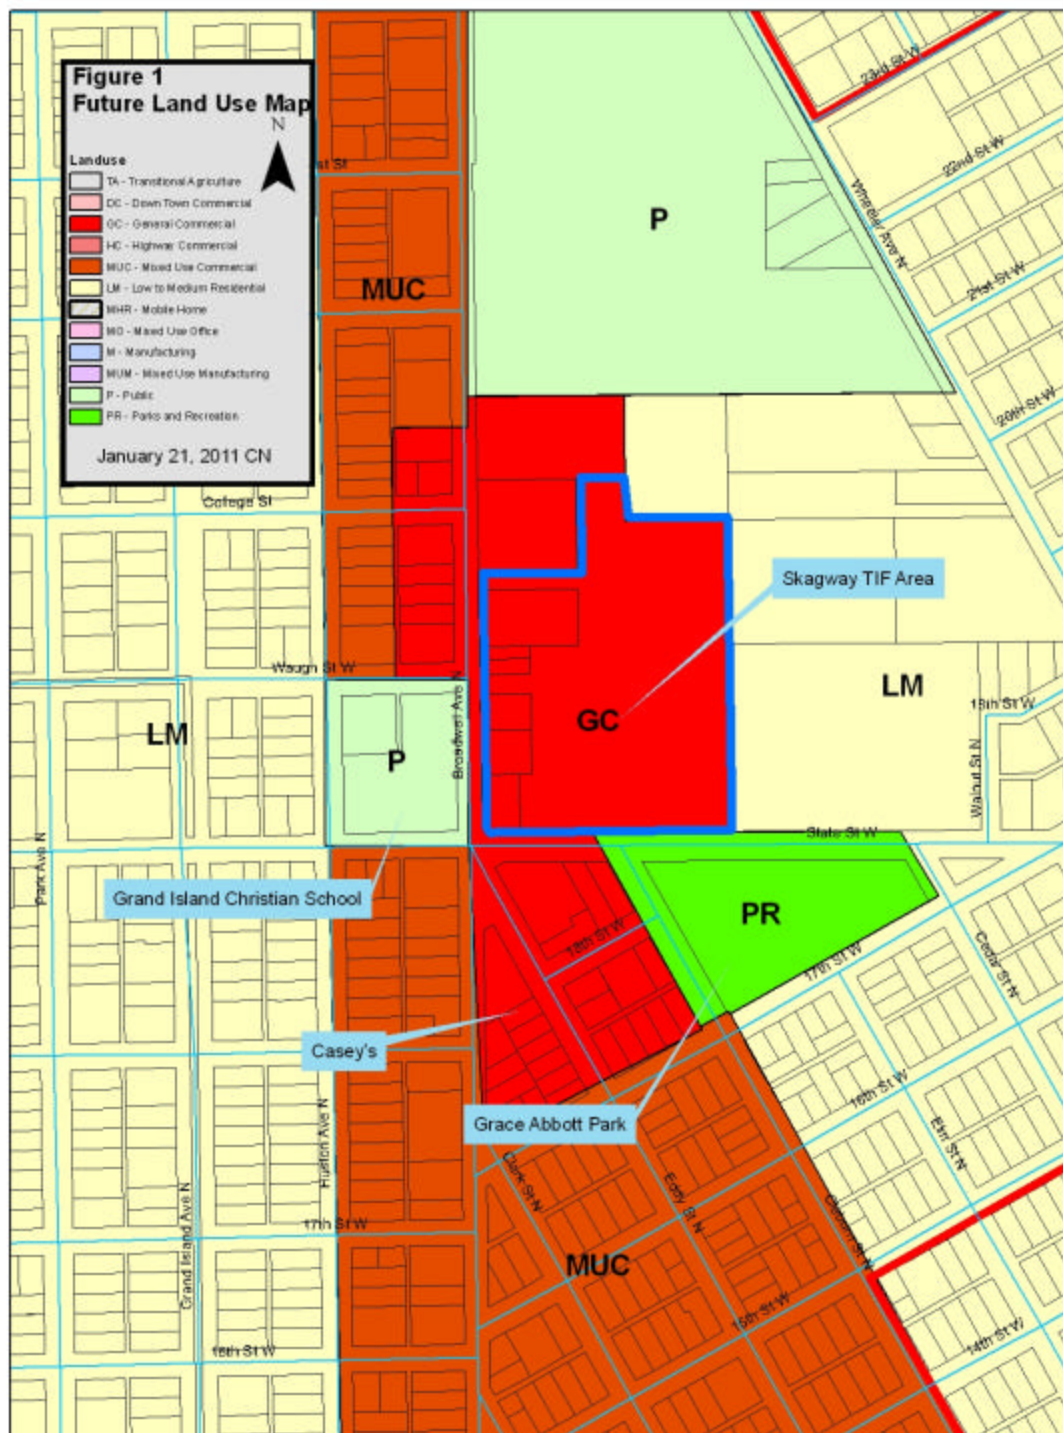 Figure 1
Future Land Use Map
N
Landuse
TA - Transitional Agriculture
DC - Down Town Commercial
GC - General Commercial
HC - Highway Commercial
MUC - Mixed Use Commercial
LM - Low to Medium Residential
MHR - Mobile Home
MO - Mixed Use Office
M - Manufacturing
MUM - Mixed Use Manufacturing
P - Public
PR - Parks and Recreation
January 21, 2011 CN
23rd St W
22nd St W
Wheeler Ave N
P
21st St W
MUC
20th St W
College St
Skagway TIF Area
Waugh St W
Broadwell Ave N
LM
18th St W
GC
LM
P
Walnut St N
State St W
Park Ave N
Grand Island Christian School
PR
18th St W
17th St W
Cedar St N
Casey's
16th St W
Grace Abbott Park
Elm St N
Huston Ave N
Clark St N
Eddy St N
Grand Island Ave N
17th St W
MUC
15th St W
14th St W
16th St W